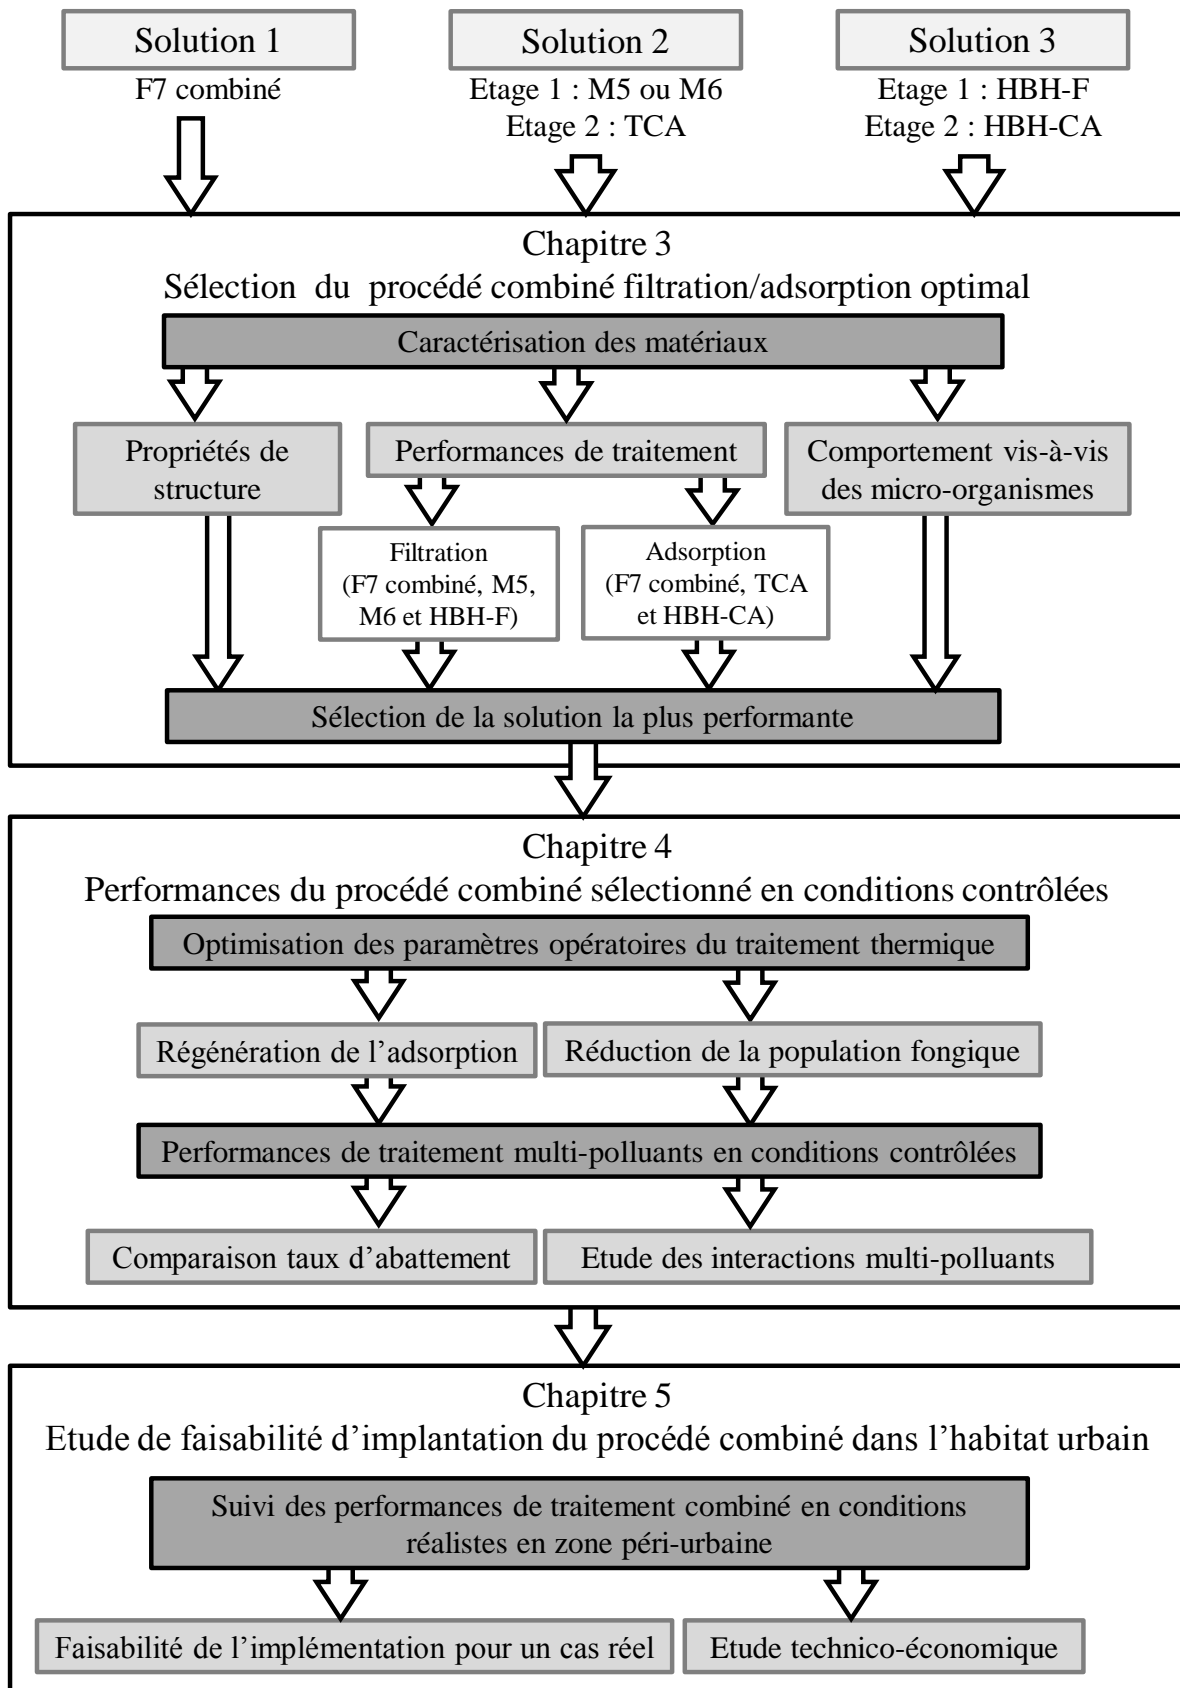 Solution 1
F7 combiné
Solution 2
Etage 1 : M5 ou M6
Etage 2 : TCA
Solution 3
Etage 1 : HBH-F
Etage 2 : HBH-CA
Chapitre 3
Sélection du procédé combiné filtration/adsorption optimal
Caractérisation des matériaux
Propriétés de
structure
Performances de traitement
Comportement vis-à-vis
des micro-organismes
Filtration
(F7 combiné, M5,
M6 et HBH-F)
Adsorption
(F7 combiné, TCA
et HBH-CA)
Sélection de la solution la plus performante
Chapitre 4
Performances du procédé combiné sélectionné en conditions contrôlées
Optimisation des paramètres opératoires du traitement thermique
Régénération de l’adsorption
Réduction de la population fongique
Performances de traitement multi-polluants en conditions contrôlées
Comparaison taux d’abattement
Etude des interactions multi-polluants
Chapitre 5
Etude de faisabilité d’implantation du procédé combiné dans l’habitat urbain
Suivi des performances de traitement combiné en conditions
réalistes en zone péri-urbaine
Faisabilité de l’implémentation pour un cas réel
Etude technico-économique